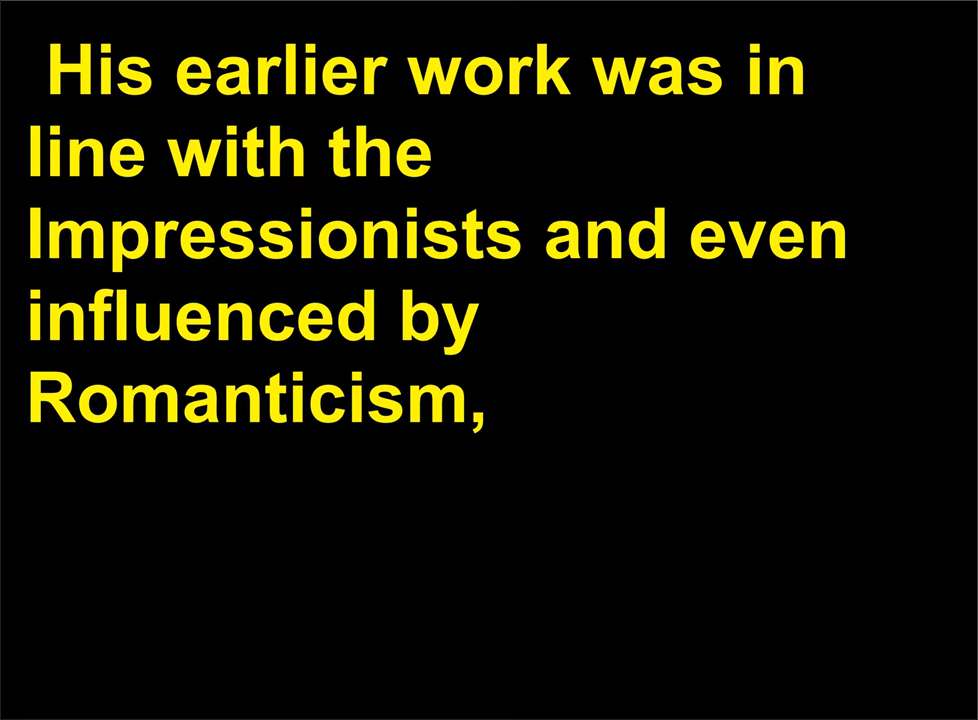 His earlier work was in
line with the
Impressionists and even
influenced by
Romanticism,